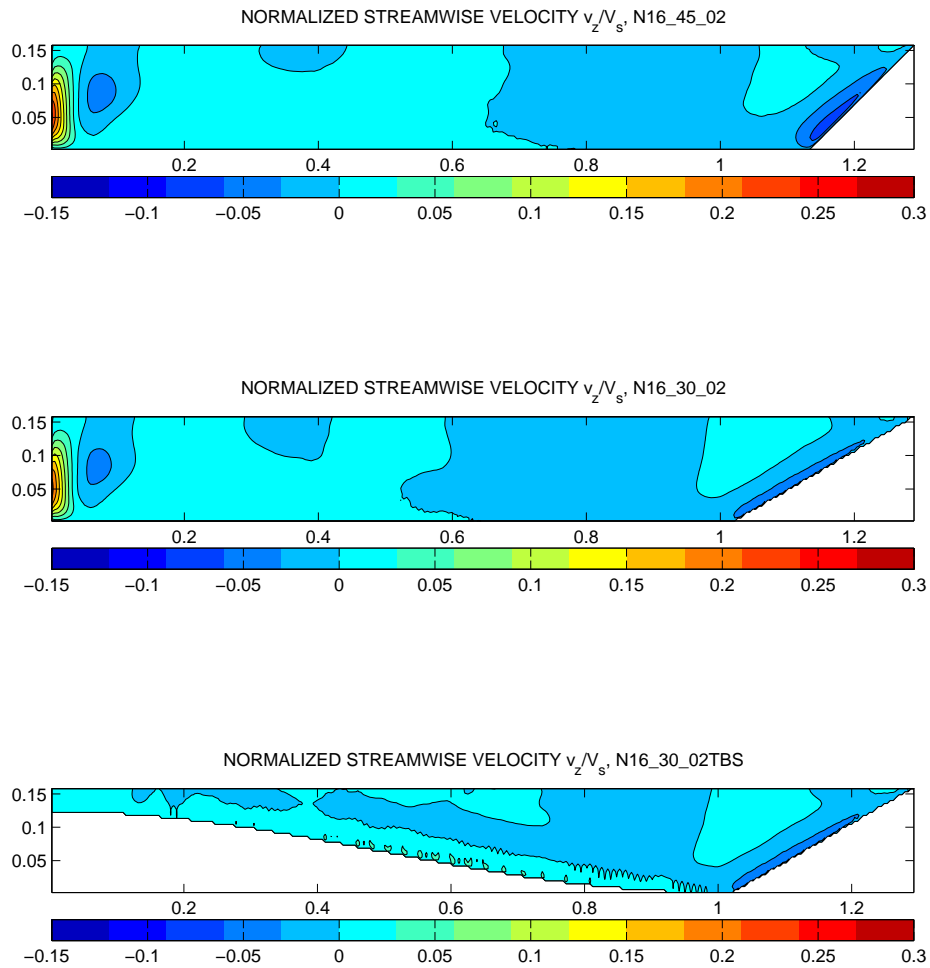 NORMALIZED STREAMWISE VELOCITY v_z/V_s, N16_45_02
0.15
0.1
0.05
0.2 0.4 0.6 0.8 1 1.2
−0.15 −0.1 −0.05 0 0.05 0.1 0.15 0.2 0.25 0.3
NORMALIZED STREAMWISE VELOCITY v_z/V_s, N16_30_02
0.15
0.1
0.05
0.2 0.4 0.6 0.8 1 1.2
−0.15 −0.1 −0.05 0 0.05 0.1 0.15 0.2 0.25 0.3
NORMALIZED STREAMWISE VELOCITY v_z/V_s, N16_30_02TBS
0.15
0.1
0.05
0.2 0.4 0.6 0.8 1 1.2
−0.15 −0.1 −0.05 0 0.05 0.1 0.15 0.2 0.25 0.3